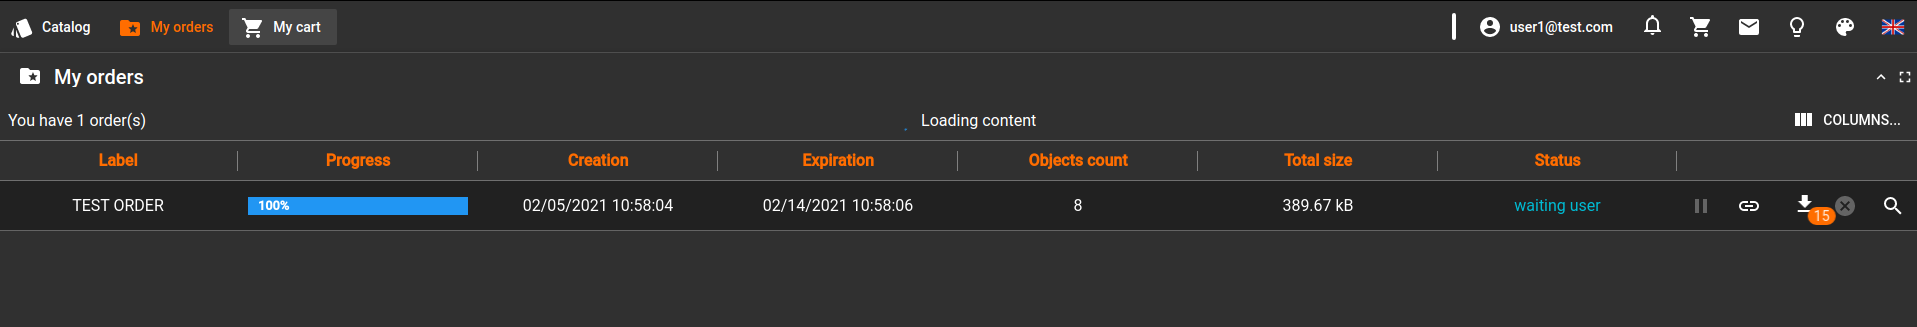 Catalog My orders My cart user1@test.com
My orders
You have 1 order(s) Loading content COLUMNS...
Label Progress Creation Expiration Objects count Total size Status
TEST ORDER 100% 02/05/2021 10:58:04 02/14/2021 10:58:06 8 389.67 kB waiting user 15